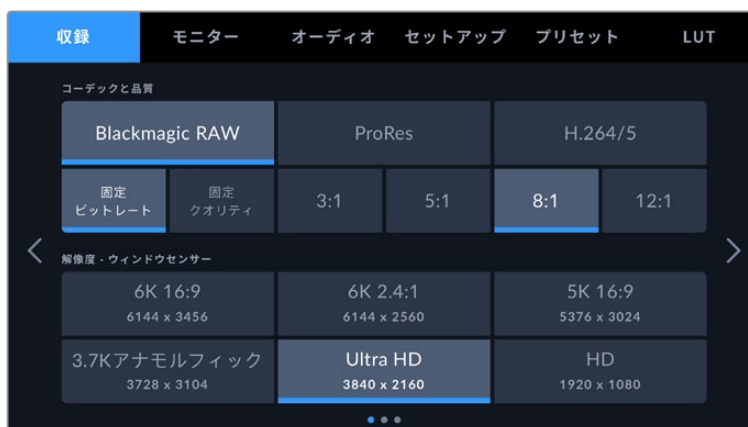 収録 モニター オーディオ セットアップ プリセット LUT
コーデックと品質
Blackmagic RAW ProRes H.264/5
固定 固定
ビットレート クオリティ 3:1 5:1 8:1 12:1
解像度 - ウィンドウセンサー
6K 16:9 6K 2.4:1 5K 16:9
6144 x 3456 6144 x 2560 5376 x 3024
3.7Kアナモルフィック Ultra HD HD
3728 x 3104 3840 x 2160 1920 x 1080